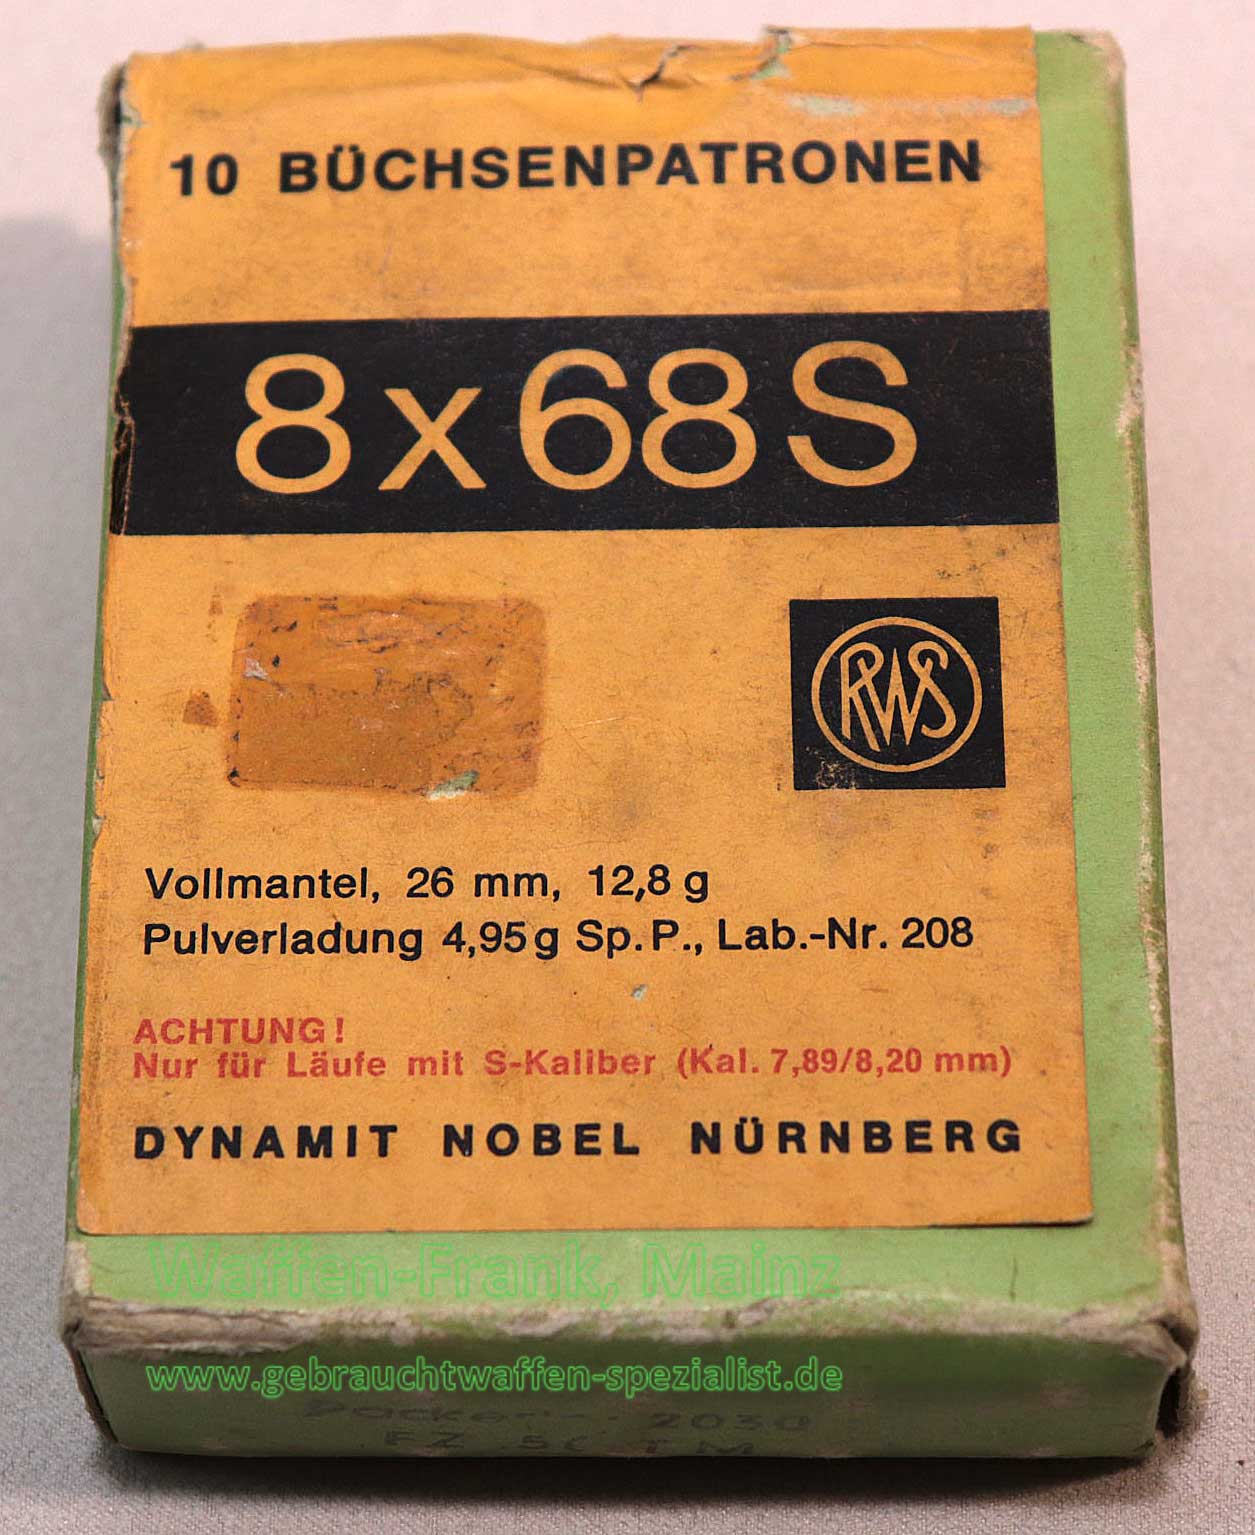 10 BÜCHSENPATRONEN
8x68S
RWS
Vollmantel, 26 mm, 12,8 g
Pulverladung 4,95 g Sp. P., Lab.-Nr. 208
ACHTUNG!
Nur für Läufe mit S-Kaliber (Kal. 7,89/8,20 mm)
DYNAMIT NOBEL NÜRNBERG
Waffen-Frank, Mainz
www.gebrauchtwaffen-spezialist.de
2030